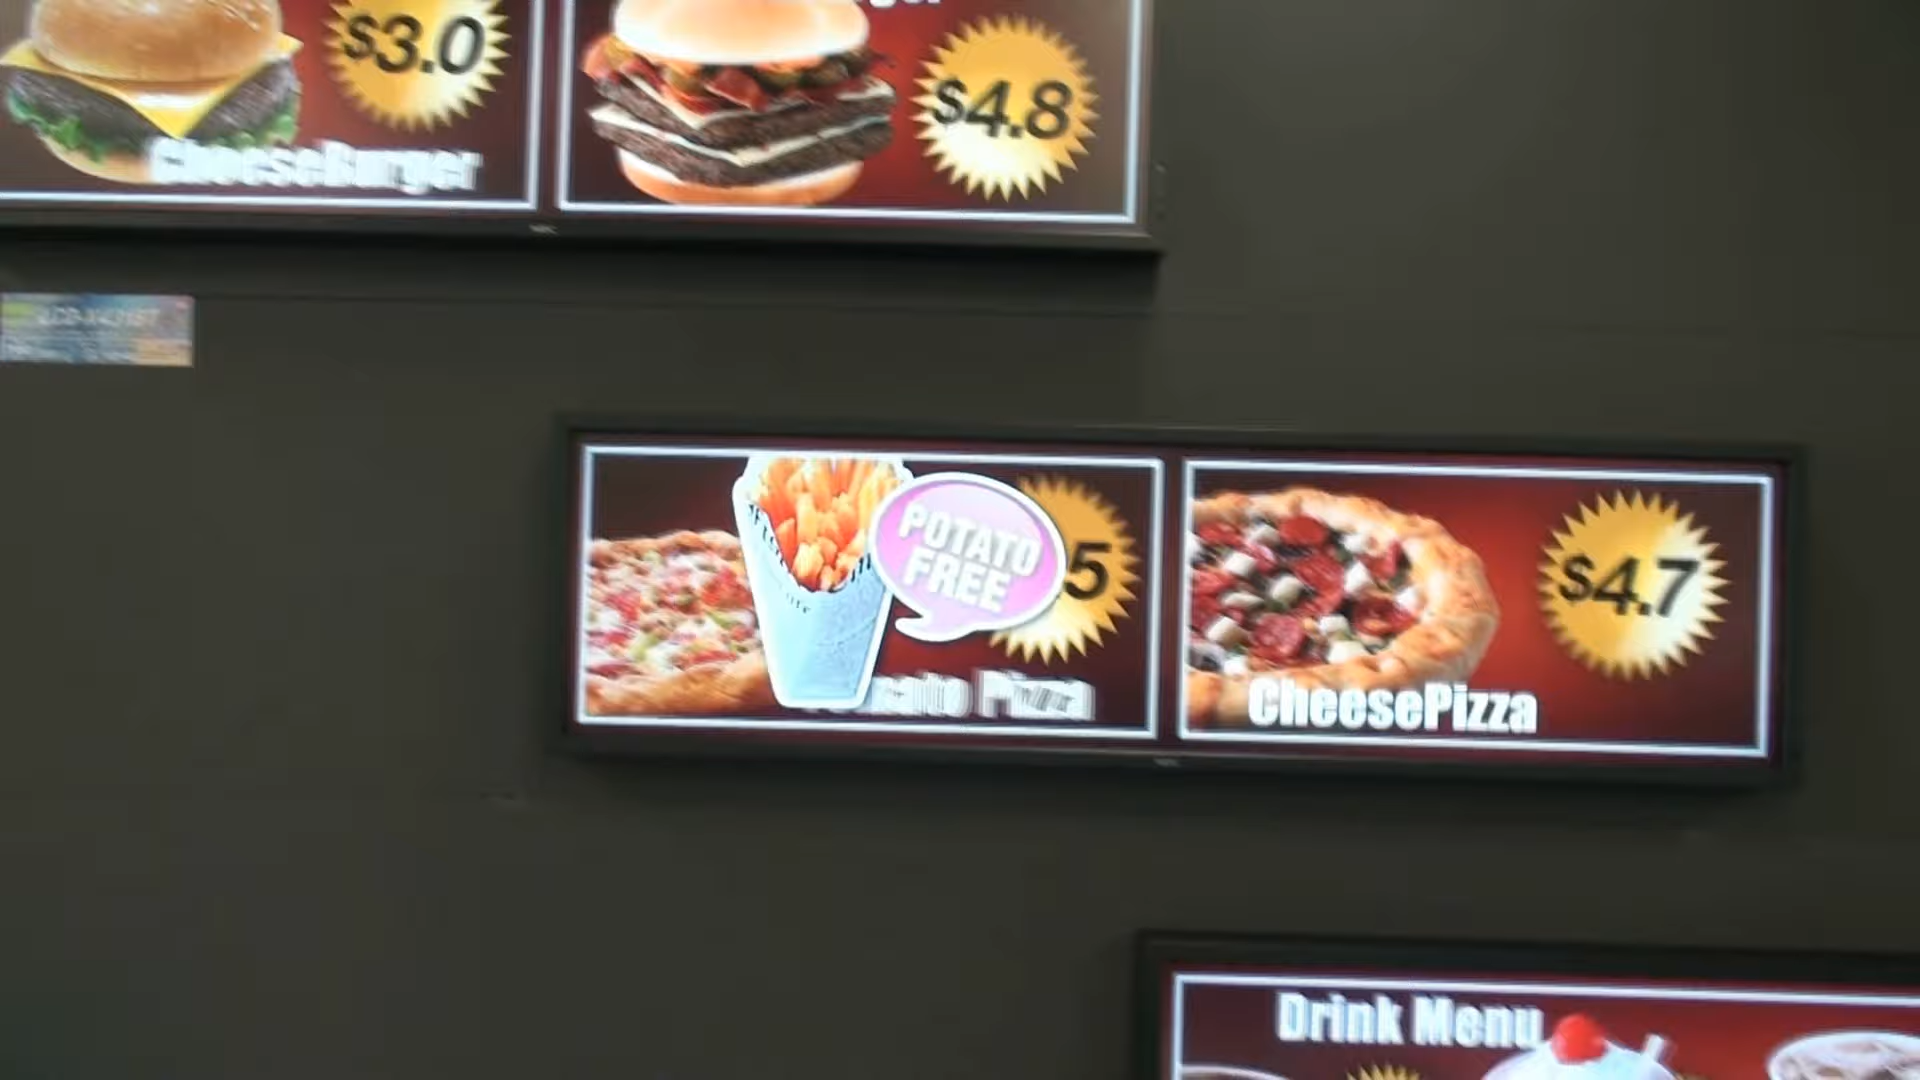 $3.0
CheeseBurger
$4.8
POTATO
FREE
5
Pizza
$4.7
CheesePizza
Drink Menu